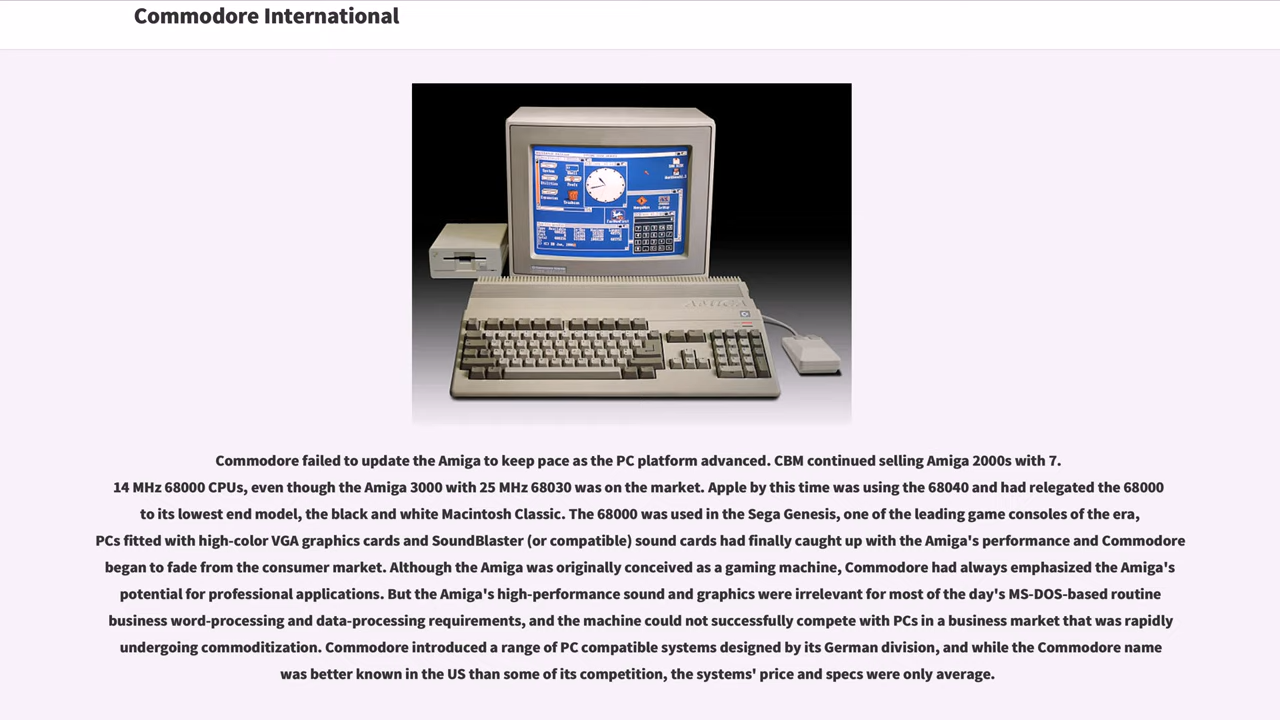 Commodore International
AMIGA
Commodore failed to update the Amiga to keep pace as the PC platform advanced. CBM continued selling Amiga 2000s with 7.
14 MHz 68000 CPUs, even though the Amiga 3000 with 25 MHz 68030 was on the market. Apple by this time was using the 68040 and had relegated the 68000
to its lowest end model, the black and white Macintosh Classic. The 68000 was used in the Sega Genesis, one of the leading game consoles of the era,
PCs fitted with high-color VGA graphics cards and SoundBlaster (or compatible) sound cards had finally caught up with the Amiga's performance and Commodore
began to fade from the consumer market. Although the Amiga was originally conceived as a gaming machine, Commodore had always emphasized the Amiga's
potential for professional applications. But the Amiga's high-performance sound and graphics were irrelevant for most of the day's MS-DOS-based routine
business word-processing and data-processing requirements, and the machine could not successfully compete with PCs in a business market that was rapidly
undergoing commoditization. Commodore introduced a range of PC compatible systems designed by its German division, and while the Commodore name
was better known in the US than some of its competition, the systems' price and specs were only average.